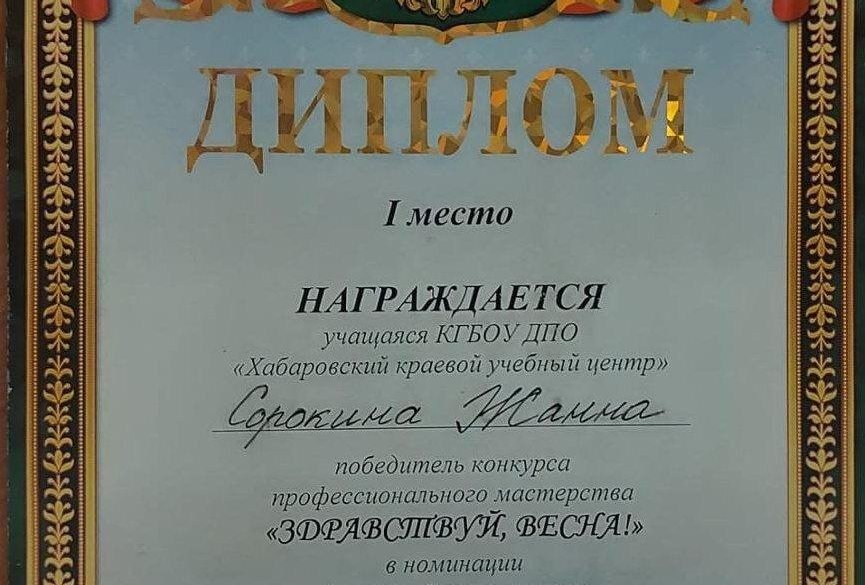 ДИПЛОМ
I место
НАГРАЖДАЕТСЯ
учащаяся КГБОУ ДПО
«Хабаровский краевой учебный центр»
Сорокина Жанна
победитель конкурса
профессионального мастерства
«ЗДРАВСТВУЙ, ВЕСНА!»
в номинации